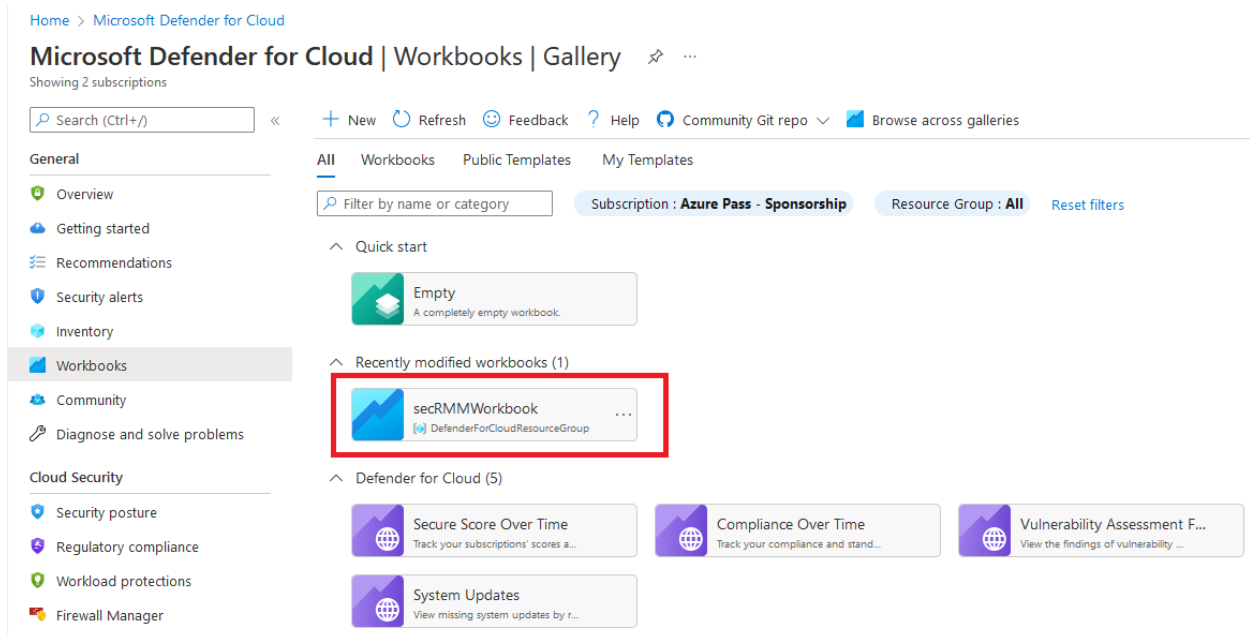 Home > Microsoft Defender for Cloud
Microsoft Defender for Cloud | Workbooks | Gallery ...
Showing 2 subscriptions
Search (Ctrl+/) «
+ New Refresh Feedback ? Help Community Git repo Browse across galleries
General
Overview
Getting started
Recommendations
Security alerts
Inventory
Workbooks
Community
Diagnose and solve problems
Cloud Security
Security posture
Regulatory compliance
Workload protections
Firewall Manager
All Workbooks Public Templates My Templates
Filter by name or category Subscription : Azure Pass - Sponsorship Resource Group : All Reset filters
Quick start
Empty
A completely empty workbook.
Recently modified workbooks (1)
secRMMWorkbook ...
DefenderForCloudResourceGroup
Defender for Cloud (5)
Secure Score Over Time
Track your subscriptions' scores a...
Compliance Over Time
Track your compliance and stand...
Vulnerability Assessment F...
View the findings of vulnerability ...
System Updates
View missing system updates by r...